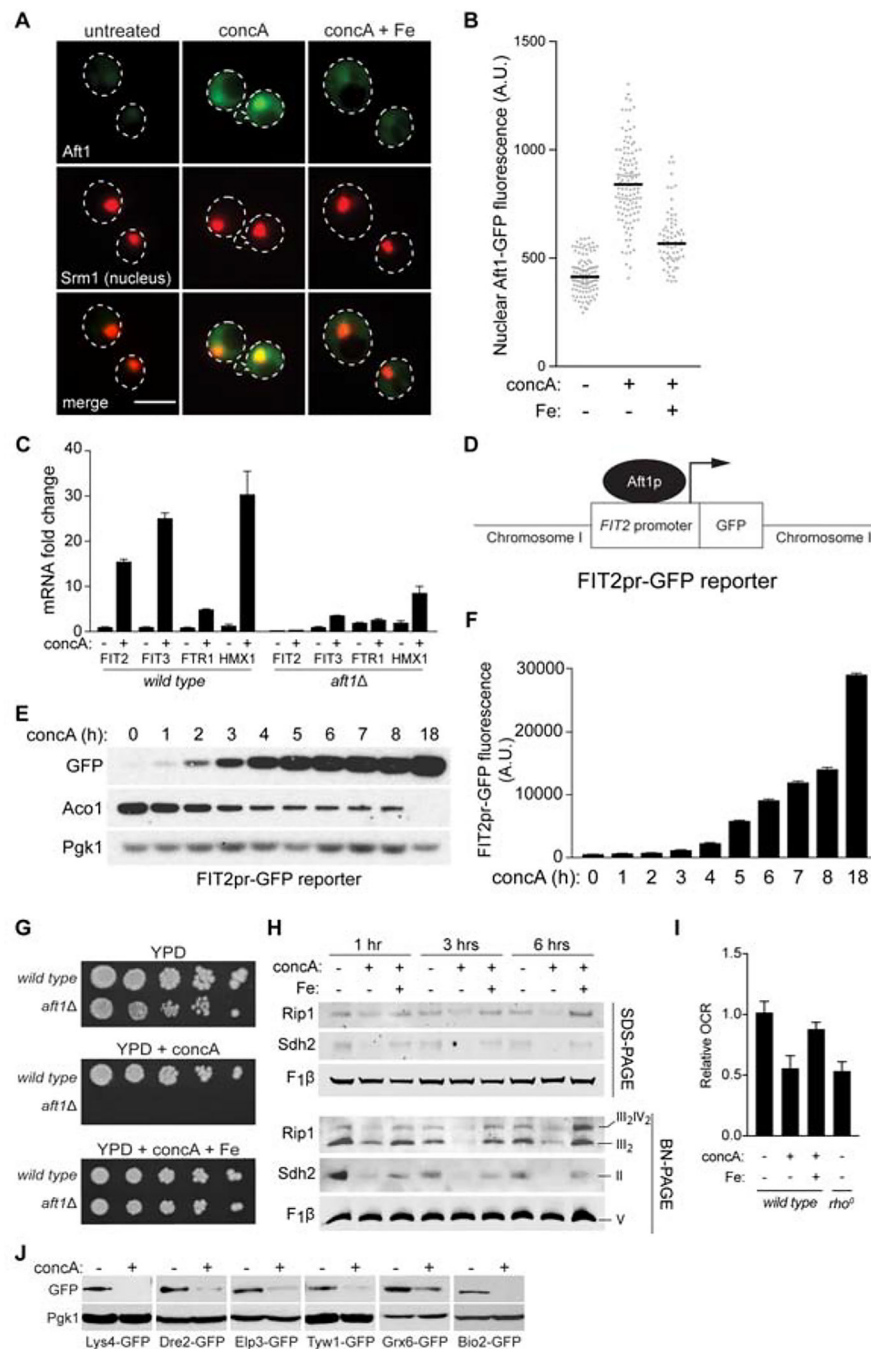 A
untreated
concA
concA + Fe
Aft1
Srm1 (nucleus)
merge
B
Nuclear Aft1-GFP fluorescence (A.U.)
1500
1000
500
0
concA: - + +
Fe: - - +
C
mRNA fold change
40
30
20
10
0
concA: - + - + - + - + - + - + - + - +
FIT2 FIT3 FTR1 HMX1 FIT2 FIT3 FTR1 HMX1
wild type aft1Δ
D
Aft1p
FIT2 promoter
GFP
Chromosome I
Chromosome I
FIT2pr-GFP reporter
E
concA (h): 0 1 2 3 4 5 6 7 8 18
GFP
Aco1
Pgk1
FIT2pr-GFP reporter
F
FIT2pr-GFP fluorescence
(A.U.)
30000
20000
10000
0
concA (h): 0 1 2 3 4 5 6 7 8 18
G
YPD
wild type
aft1Δ
YPD + concA
wild type
aft1Δ
YPD + concA + Fe
wild type
aft1Δ
H
1 hr 3 hrs 6 hrs
concA: - + + - + + - + +
Fe: - - + - - + - - +
Rip1
Sdh2
F1β
SDS-PAGE
Rip1
III2IV2
III2
Sdh2
II
F1β
V
BN-PAGE
I
Relative OCR
1.5
1.0
0.5
0.0
concA: - + + -
Fe: - - + -
wild type rho0
J
concA: - + - + - + - + - + - +
GFP
Pgk1
Lys4-GFP Dre2-GFP Elp3-GFP Tyw1-GFP Grx6-GFP Bio2-GFP